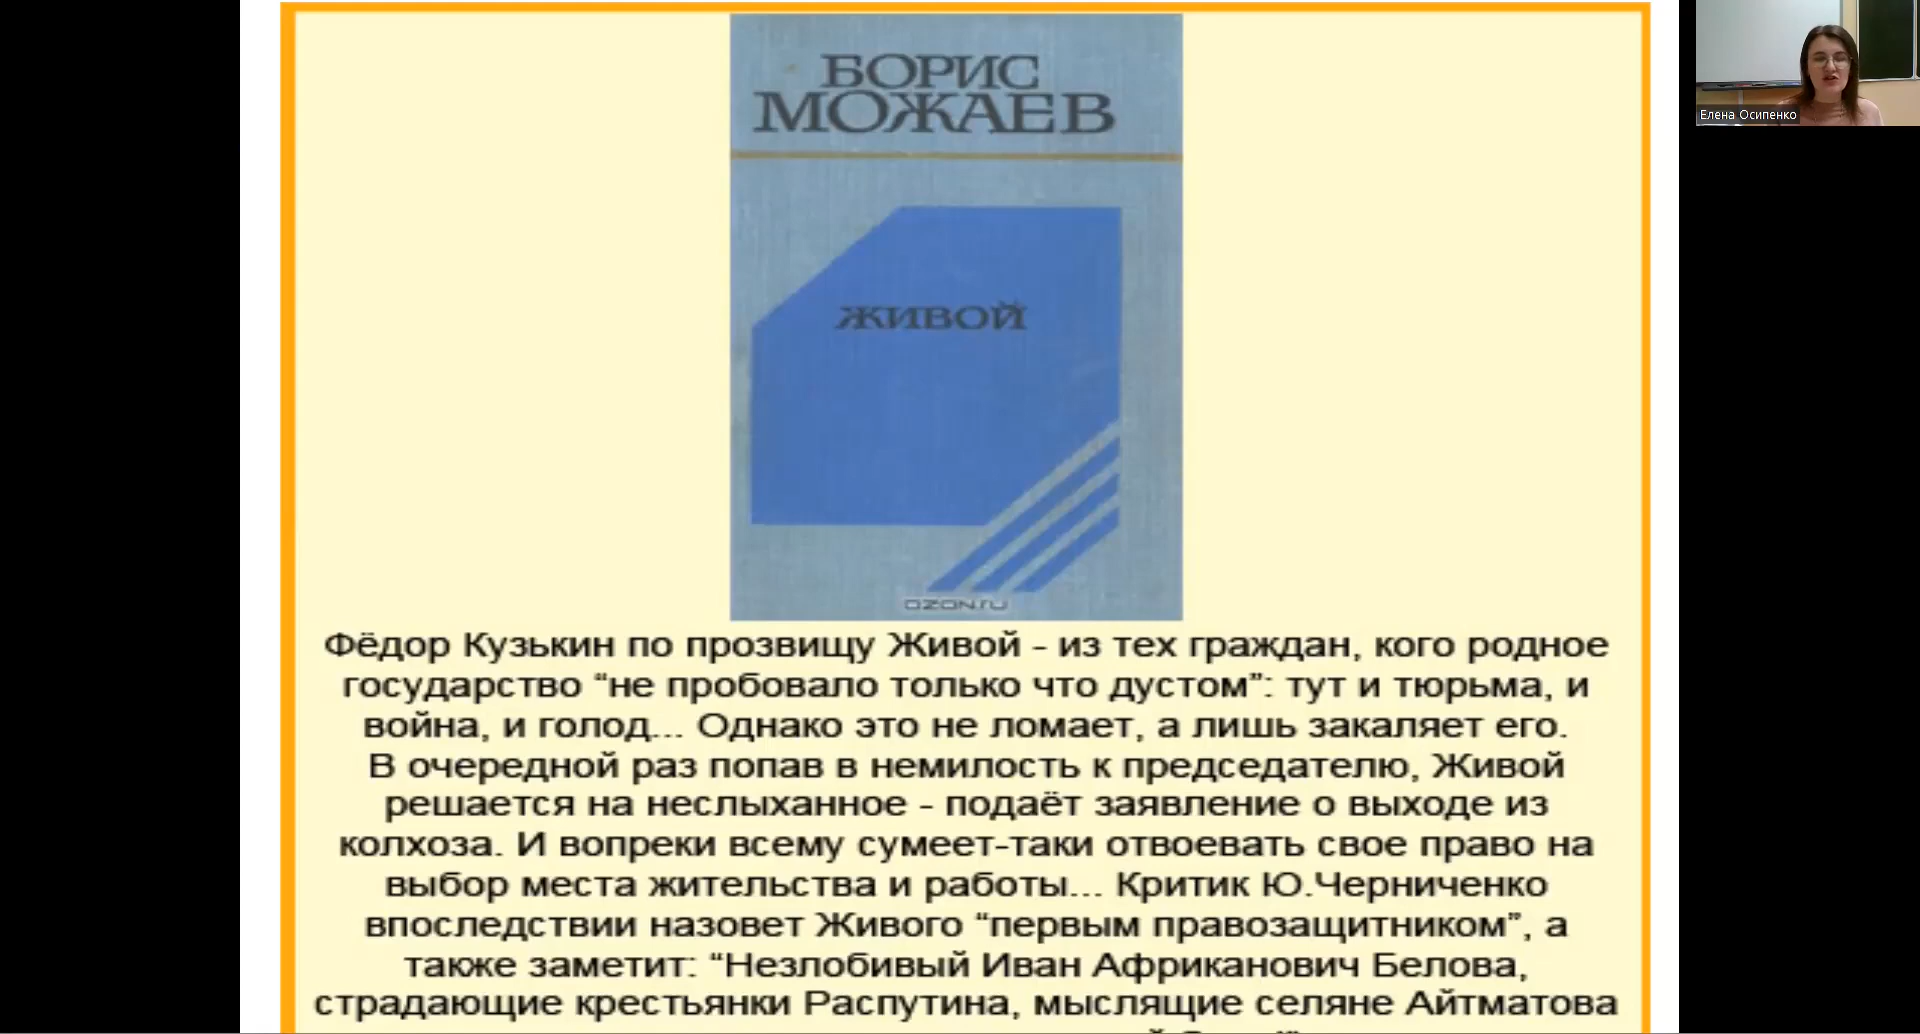 БОРИС
МОЖАЕВ
ЖИВОЙ
ozon.ru
Фёдор Кузькин по прозвищу Живой - из тех граждан, кого родное
государство “не пробовало только что дустом”: тут и тюрьма, и
война, и голод... Однако это не ломает, а лишь закаляет его.
В очередной раз попав в немилость к председателю, Живой
решается на неслыханное - подаёт заявление о выходе из
колхоза. И вопреки всему сумеет-таки отвоевать свое право на
выбор места жительства и работы... Критик Ю.Черниченко
впоследствии назовет Живого “первым правозащитником”, а
также заметит: “Незлобивый Иван Африканович Белова,
страдающие крестьянки Распутина, мыслящие селяне Айтматова
Елена Осипенко